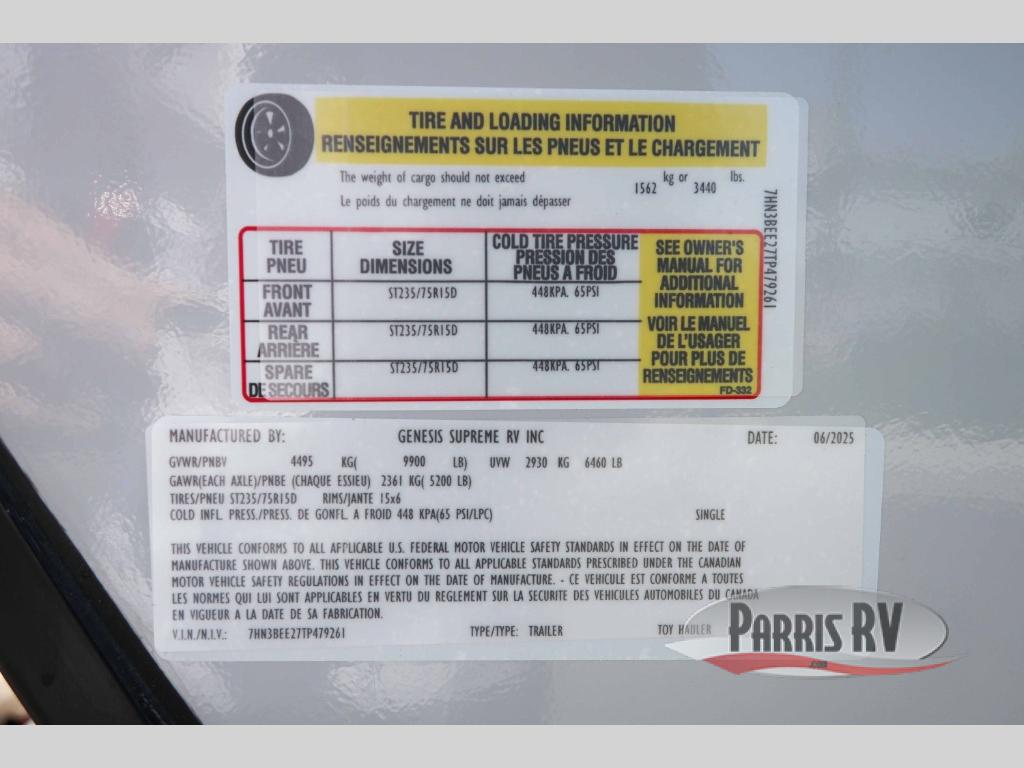 TIRE AND LOADING INFORMATION
RENSEIGNEMENTS SUR LES PNEUS ET LE CHARGEMENT
The weight of cargo should not exceed 1562 kg or 3440 lbs.
Le poids du chargement ne doit jamais dépasser
7HN3BEE27TP479261
TIRE PNEU SIZE DIMENSIONS COLD TIRE PRESSURE PRESSION DES PNEUS A FROID
FRONT AVANT ST235/75R15D 448KPA. 65PSI
REAR ARRIÈRE ST235/75R15D 448KPA. 65PSI
SPARE DE SECOURS ST235/75R15D 448KPA. 65PSI
SEE OWNER'S
MANUAL FOR
ADDITIONAL
INFORMATION
VOIR LE MANUEL
DE L'USAGER
POUR PLUS DE
RENSEIGNEMENTS
FD-332
MANUFACTURED BY: GENESIS SUPREME RV INC DATE: 06/2025
GVWR/PNBV 4495 KG( 9900 LB) UVW 2930 KG 6460 LB
GAWR(EACH AXLE)/PNBE (CHAQUE ESSIEU) 2361 KG( 5200 LB)
TIRES/PNEU ST235/75R15D RIMS/JANTE 15x6
COLD INFL. PRESS./PRESS. DE GONFL. A FROID 448 KPA(65 PSI/LPC) SINGLE
THIS VEHICLE CONFORMS TO ALL APPLICABLE U.S. FEDERAL MOTOR VEHICLE SAFETY STANDARDS IN EFFECT ON THE DATE OF
MANUFACTURE SHOWN ABOVE. THIS VEHICLE CONFORMS TO ALL APPLICABLE STANDARDS PRESCRIBED UNDER THE CANADIAN
MOTOR VEHICLE SAFETY REGULATIONS IN EFFECT ON THE DATE OF MANUFACTURE. - CE VEHICULE EST CONFORME A TOUTES
LES NORMES QUI LUI SONT APPLICABLES EN VERTU DU REGLEMENT SUR LA SECURITE DES VEHICULES AUTOMOBILES DU CANADA
EN VIGUEUR A LA DATE DE SA FABRICATION.
V.I.N./N.I.V.: 7HN3BEE27TP479261 TYPE/TYPE: TRAILER TOY HAULER
PARRIS RV
.com